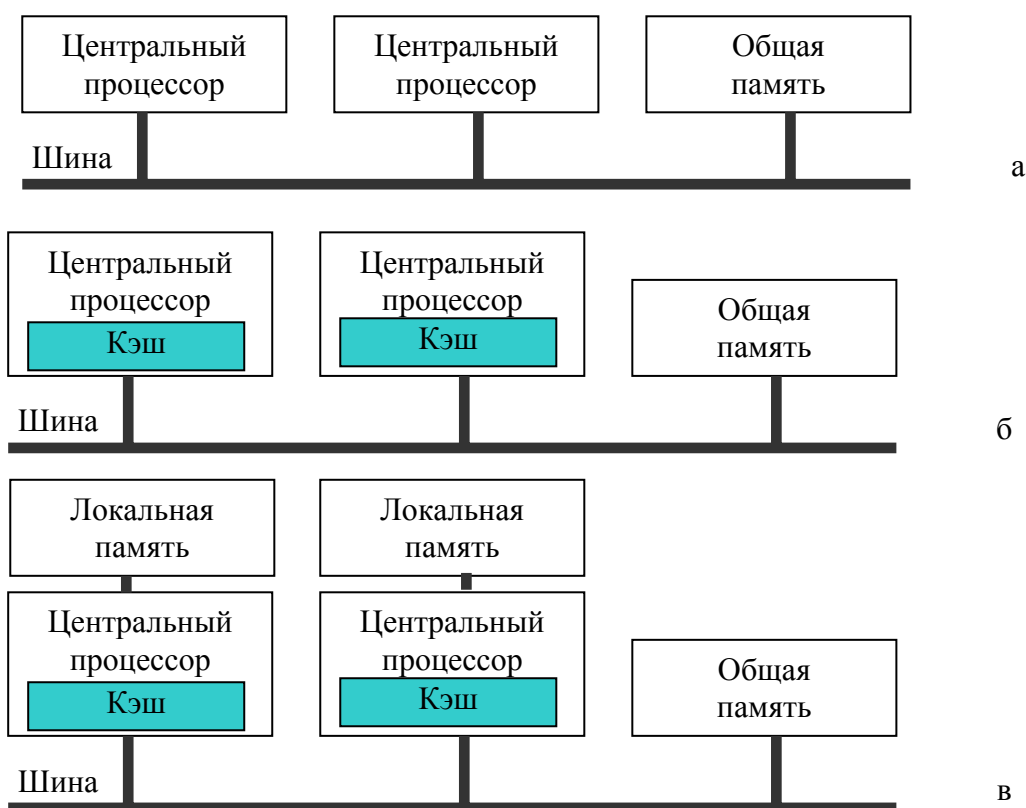 Центральный
процессор
Центральный
процессор
Общая
память
Шина
а
Центральный
процессор
Кэш
Центральный
процессор
Кэш
Общая
память
Шина
б
Локальная
память
Локальная
память
Центральный
процессор
Кэш
Центральный
процессор
Кэш
Общая
память
Шина
в